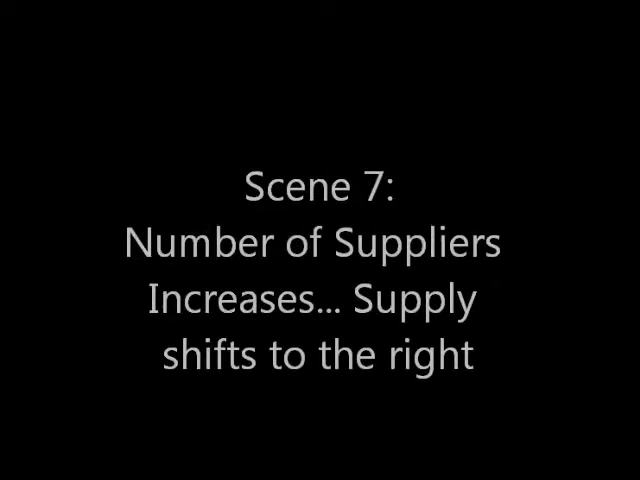 Scene 7:
Number of Suppliers
Increases... Supply
shifts to the right